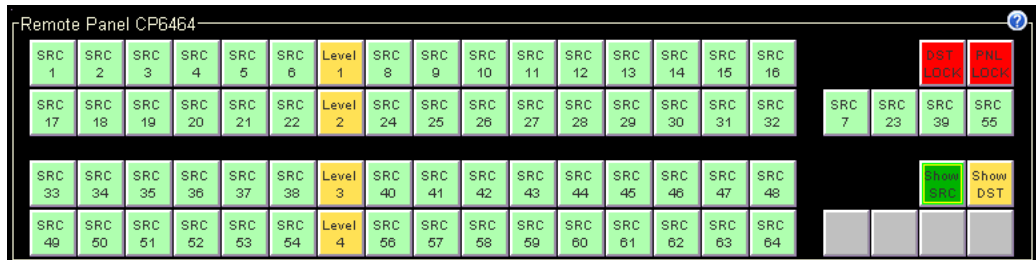 Remote Panel CP6464
?
SRC 1 SRC 2 SRC 3 SRC 4 SRC 5 SRC 6 Level 1 SRC 8 SRC 9 SRC 10 SRC 11 SRC 12 SRC 13 SRC 14 SRC 15 SRC 16 DST LOCK PNL LOCK
SRC 17 SRC 18 SRC 19 SRC 20 SRC 21 SRC 22 Level 2 SRC 24 SRC 25 SRC 26 SRC 27 SRC 28 SRC 29 SRC 30 SRC 31 SRC 32 SRC 7 SRC 23 SRC 39 SRC 55
SRC 33 SRC 34 SRC 35 SRC 36 SRC 37 SRC 38 Level 3 SRC 40 SRC 41 SRC 42 SRC 43 SRC 44 SRC 45 SRC 46 SRC 47 SRC 48 Show SRC Show DST
SRC 49 SRC 50 SRC 51 SRC 52 SRC 53 SRC 54 Level 4 SRC 56 SRC 57 SRC 58 SRC 59 SRC 60 SRC 61 SRC 62 SRC 63 SRC 64